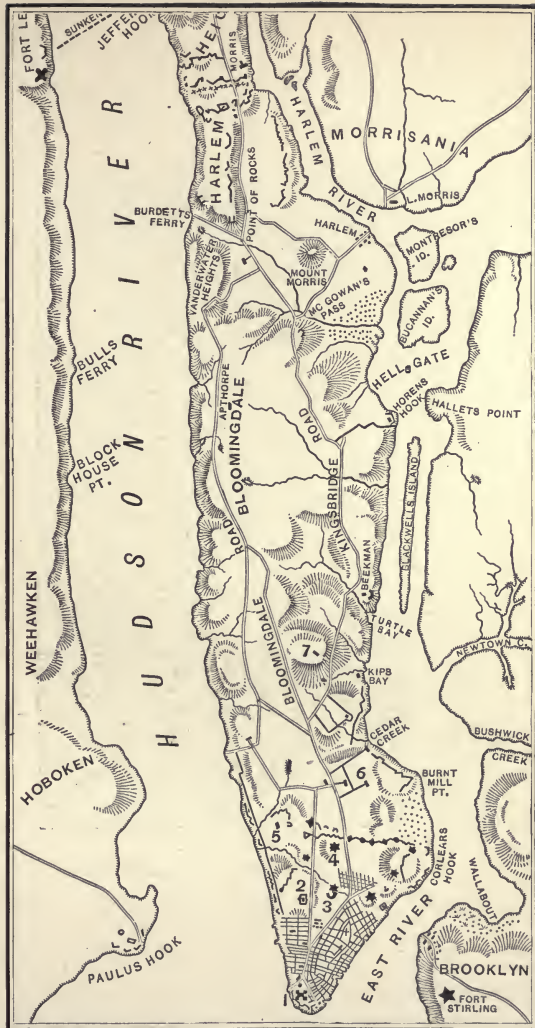 FORT LE
SUNKEN
JEFFER
HOOK
HEIG
MORRIS
HARLEM
HARLEM
RIVER
MORRISANIA
L. MORRIS
BURDETTS
FERRY
POINT OF ROCKS
HARLEM
MOUNT
MORRIS
MONTRESOR'S
ID.
VANDERWATER
HEIGHTS
MC GOWAN'S
PASS
BUCANNAN'S
ID.
HELL GATE
HORENS
HOOK
HALLETS POINT
BULLS
FERRY
APTHORPE
BLOOMINGDALE
ROAD
BLOCK
HOUSE
PT.
HUDSON RIVER
ROAD
KINGSBRIDGE
BLACKWELLS ISLAND
BEEKMAN
WEEHAWKEN
BLOOMINGDALE
TURTLE
BAY
7
NEWTOWN C.
KIPS
BAY
CEDAR
CREEK
BUSHWICK
CREEK
HOBOKEN
6
BURNT
MILL PT.
5
4
CORLEARS
HOOK
WALLABOUT
2
3
EAST RIVER
BROOKLYN
PAULUS HOOK
1
FORT
STIRLING